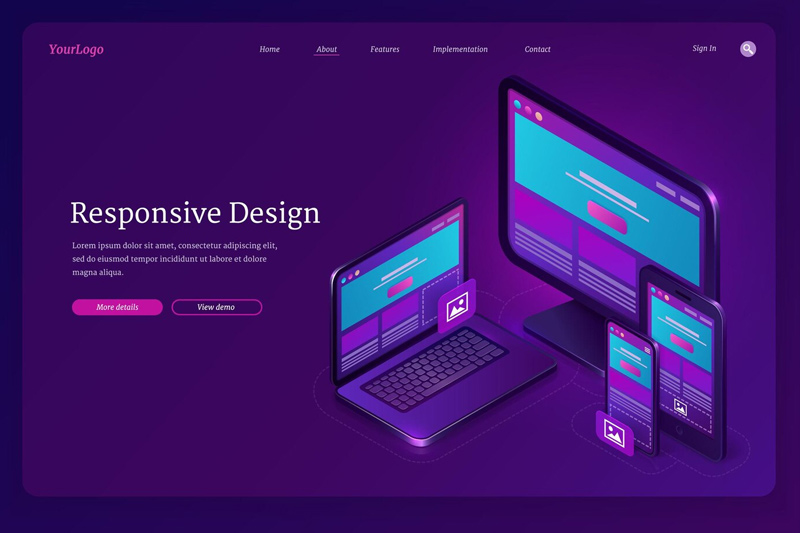 YourLogo
Home About Features Implementation Contact Sign In
Responsive Design
Lorem ipsum dolor sit amet, consectetur adipiscing elit,
sed do eiusmod tempor incididunt ut labore et dolore
magna aliqua.
More details View demo